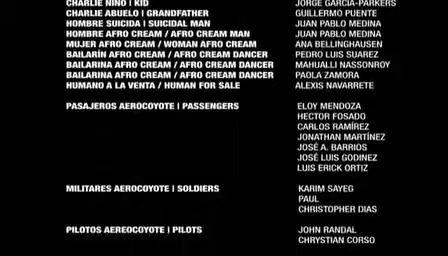 CHARLIE NIÑO | KID JORGE GARCIA-PARKERS
CHARLIE ABUELO | GRANDFATHER GUILLERMO PUENTE
HOMBRE SUICIDA | SUICIDAL MAN JUAN PABLO MEDINA
HOMBRE AFRO CREAM / AFRO CREAM MAN JUAN PABLO MEDINA
MUJER AFRO CREAM / WOMAN AFRO CREAM ANA BELLINGHAUSEN
BAILARÍN AFRO CREAM / AFRO CREAM DANCER PEDRO LUIS SUAREZ
BAILARINA AFRO CREAM / AFRO CREAM DANCER MAHUALLI NASSONROY
BAILARINA AFRO CREAM / AFRO CREAM DANCER PAOLA ZAMORA
HUMANO A LA VENTA / HUMAN FOR SALE ALEXIS NAVARRETE
PASAJEROS AEROCOYOTE | PASSENGERS ELOY MENDOZA
HECTOR FOSADO
CARLOS RAMÍREZ
JONATHAN MARTÍNEZ
JOSÉ A. BARRIOS
JOSÉ LUIS GODINEZ
LUIS ERICK ORTIZ
MILITARES AEROCOYOTE | SOLDIERS KARIM SAYEG
PAUL
CHRISTOPHER DIAS
PILOTOS AEREOCOYOTE | PILOTS JOHN RANDAL
CHRYSTIAN CORSO